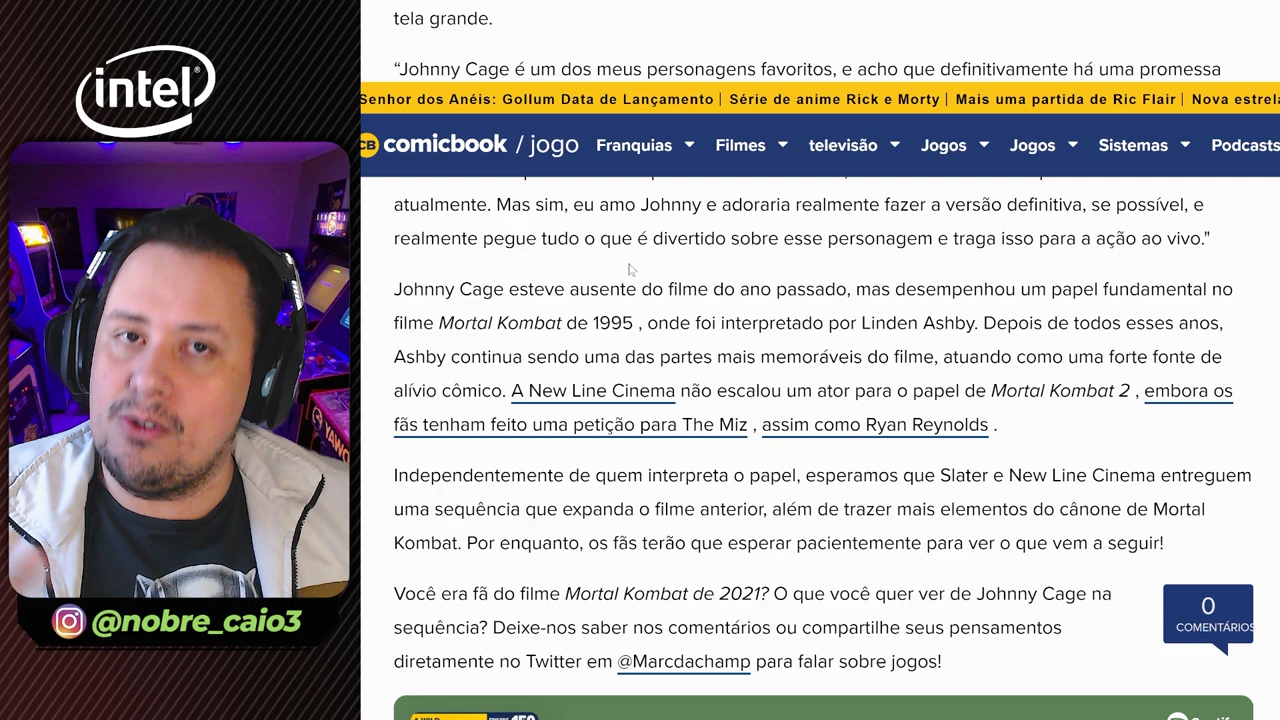 intel
@nobre_caio3
tela grande.
“Johnny Cage é um dos meus personagens favoritos, e acho que definitivamente há uma promessa
Senhor dos Anéis: Gollum Data de Lançamento | Série de anime Rick e Morty | Mais uma partida de Ric Flair | Nova estrela
CB comicbook / jogo Franquias Filmes televisão Jogos Jogos Sistemas Podcasts
atualmente. Mas sim, eu amo Johnny e adoraria realmente fazer a versão definitiva, se possível, e
realmente pegue tudo o que é divertido sobre esse personagem e traga isso para a ação ao vivo."
Johnny Cage esteve ausente do filme do ano passado, mas desempenhou um papel fundamental no
filme Mortal Kombat de 1995 , onde foi interpretado por Linden Ashby. Depois de todos esses anos,
Ashby continua sendo uma das partes mais memoráveis do filme, atuando como uma forte fonte de
alívio cômico. A New Line Cinema não escalou um ator para o papel de Mortal Kombat 2 , embora os
fãs tenham feito uma petição para The Miz , assim como Ryan Reynolds .
Independentemente de quem interpreta o papel, esperamos que Slater e New Line Cinema entreguem
uma sequência que expanda o filme anterior, além de trazer mais elementos do cânone de Mortal
Kombat. Por enquanto, os fãs terão que esperar pacientemente para ver o que vem a seguir!
Você era fã do filme Mortal Kombat de 2021? O que você quer ver de Johnny Cage na
sequência? Deixe-nos saber nos comentários ou compartilhe seus pensamentos
diretamente no Twitter em @Marcdachamp para falar sobre jogos!
0
COMENTÁRIOS